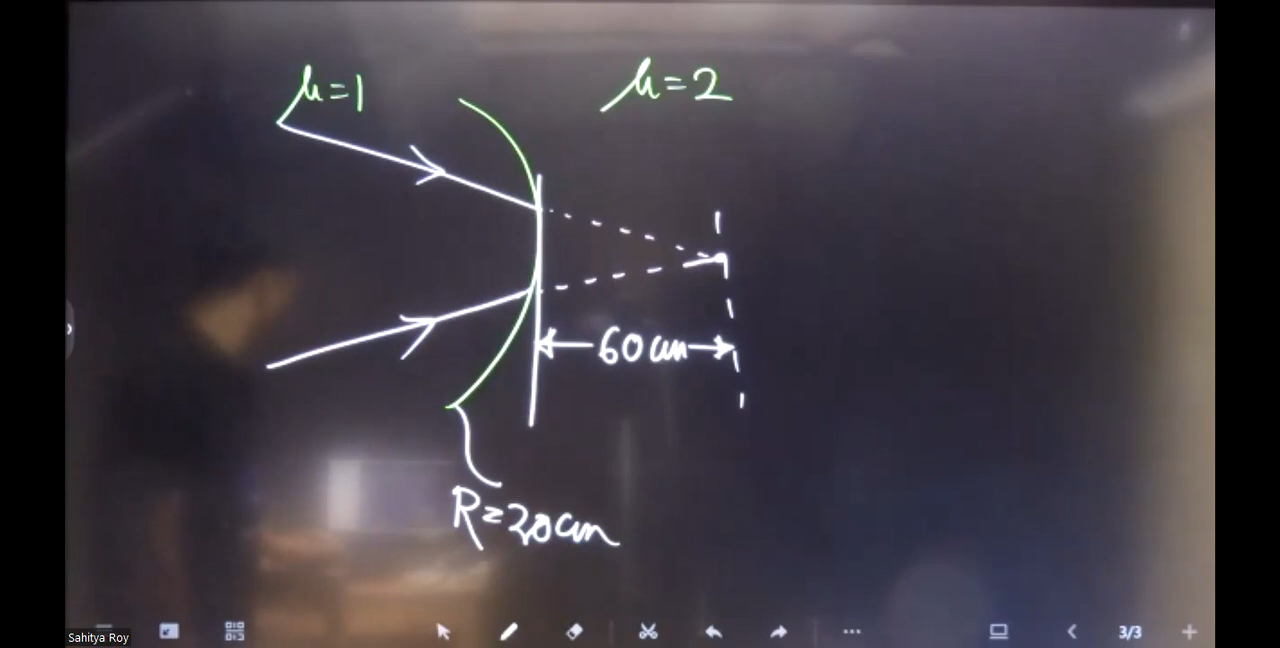 μ=1
μ=2
60 cm
R=20cm
Sahitya Roy
3/3